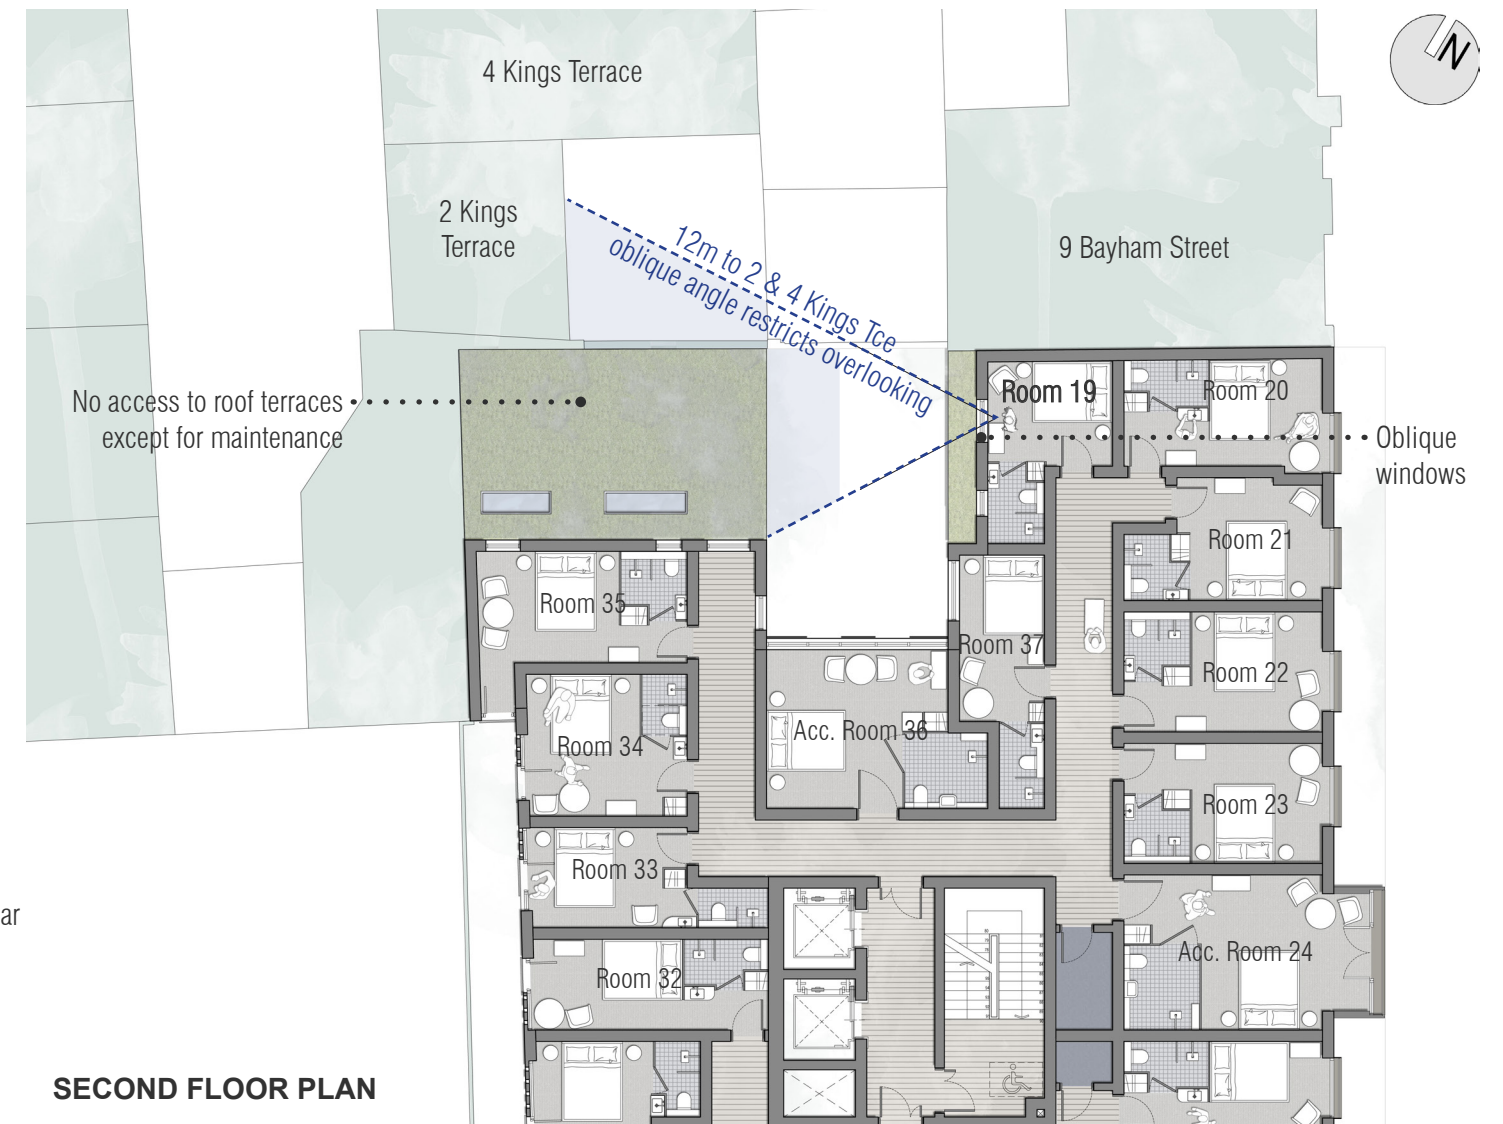 4 Kings Terrace
N
2 Kings
Terrace
9 Bayham Street
12m to 2 & 4 Kings Tce
oblique angle restricts overlooking
No access to roof terraces
except for maintenance
Room 19
Room 20
Oblique
windows
Room 21
Room 35
Room 37
Room 22
Acc. Room 36
Room 34
Room 23
Room 33
ar
Acc. Room 24
Room 32
SECOND FLOOR PLAN